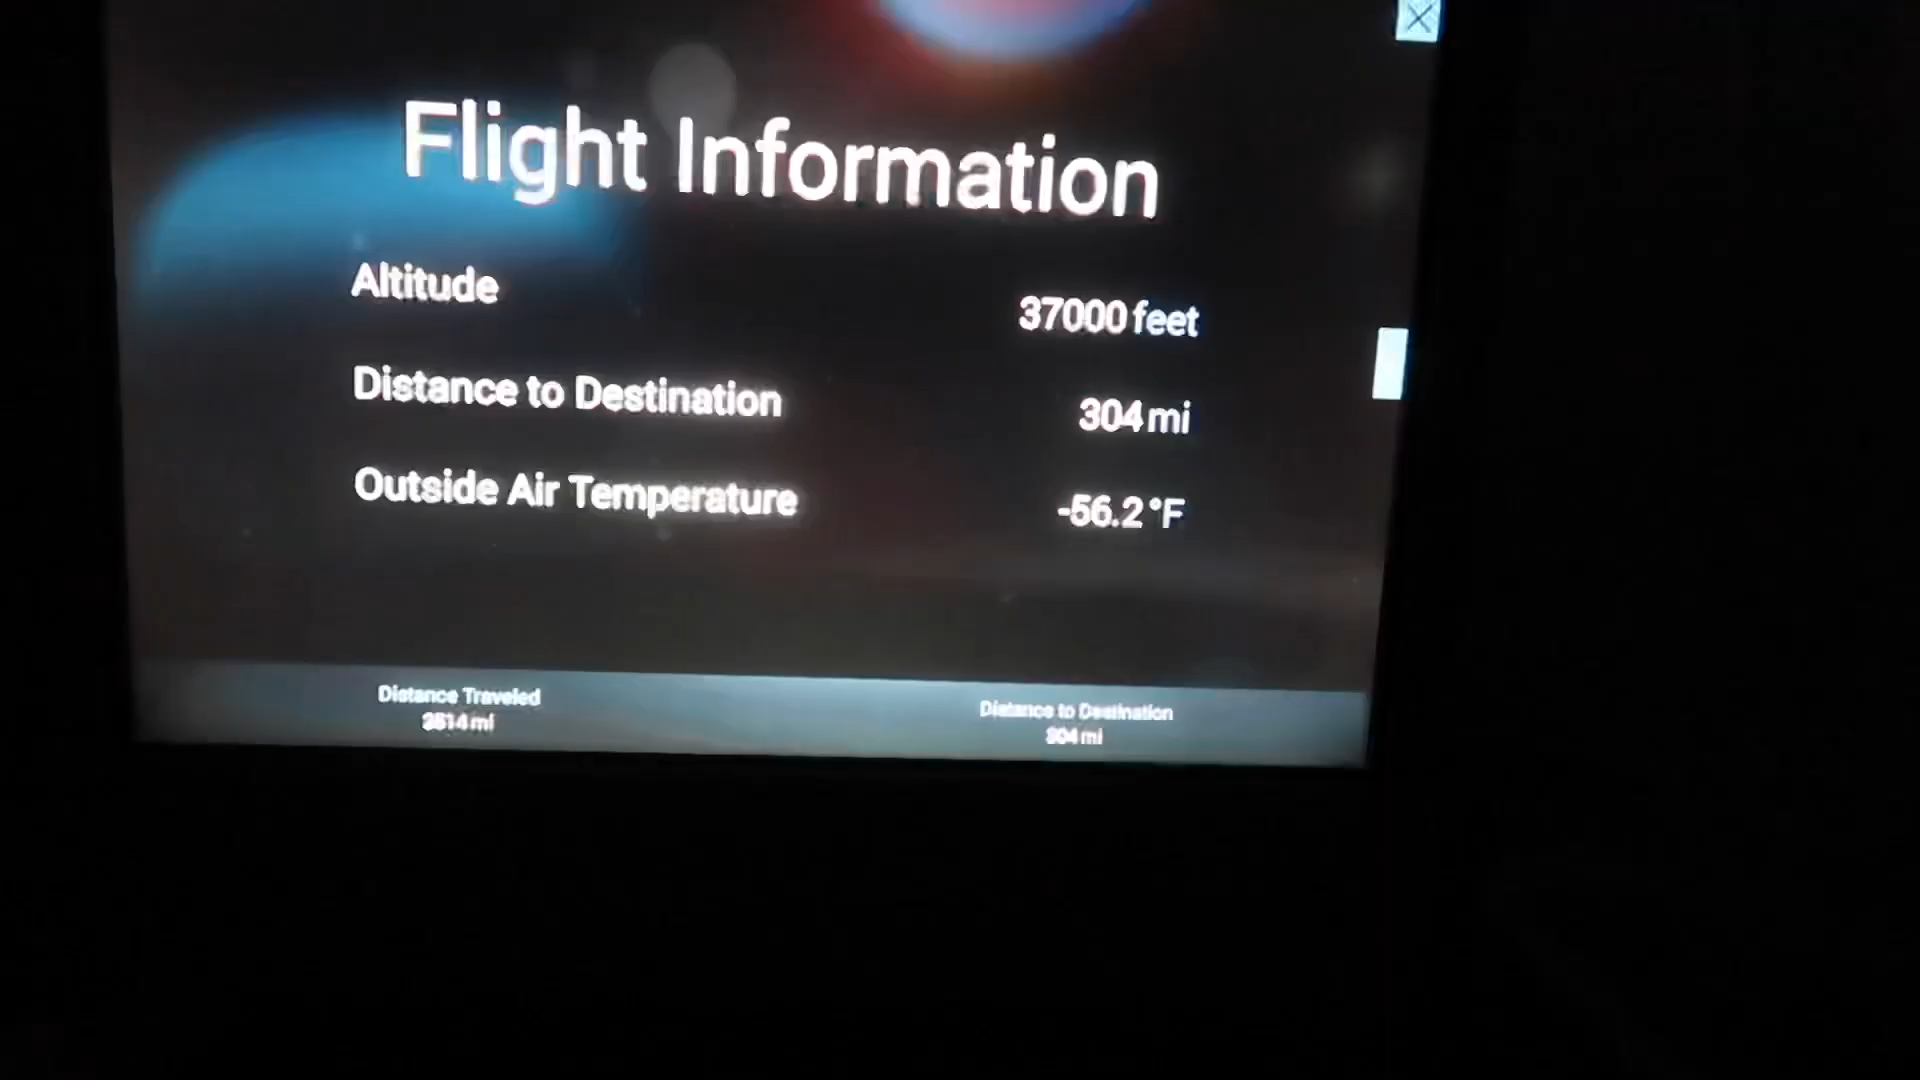 Flight Information
Altitude
37000 feet
Distance to Destination
304 mi
Outside Air Temperature
-56.2 °F
Distance Traveled
mi
Distance to Destination
304 mi